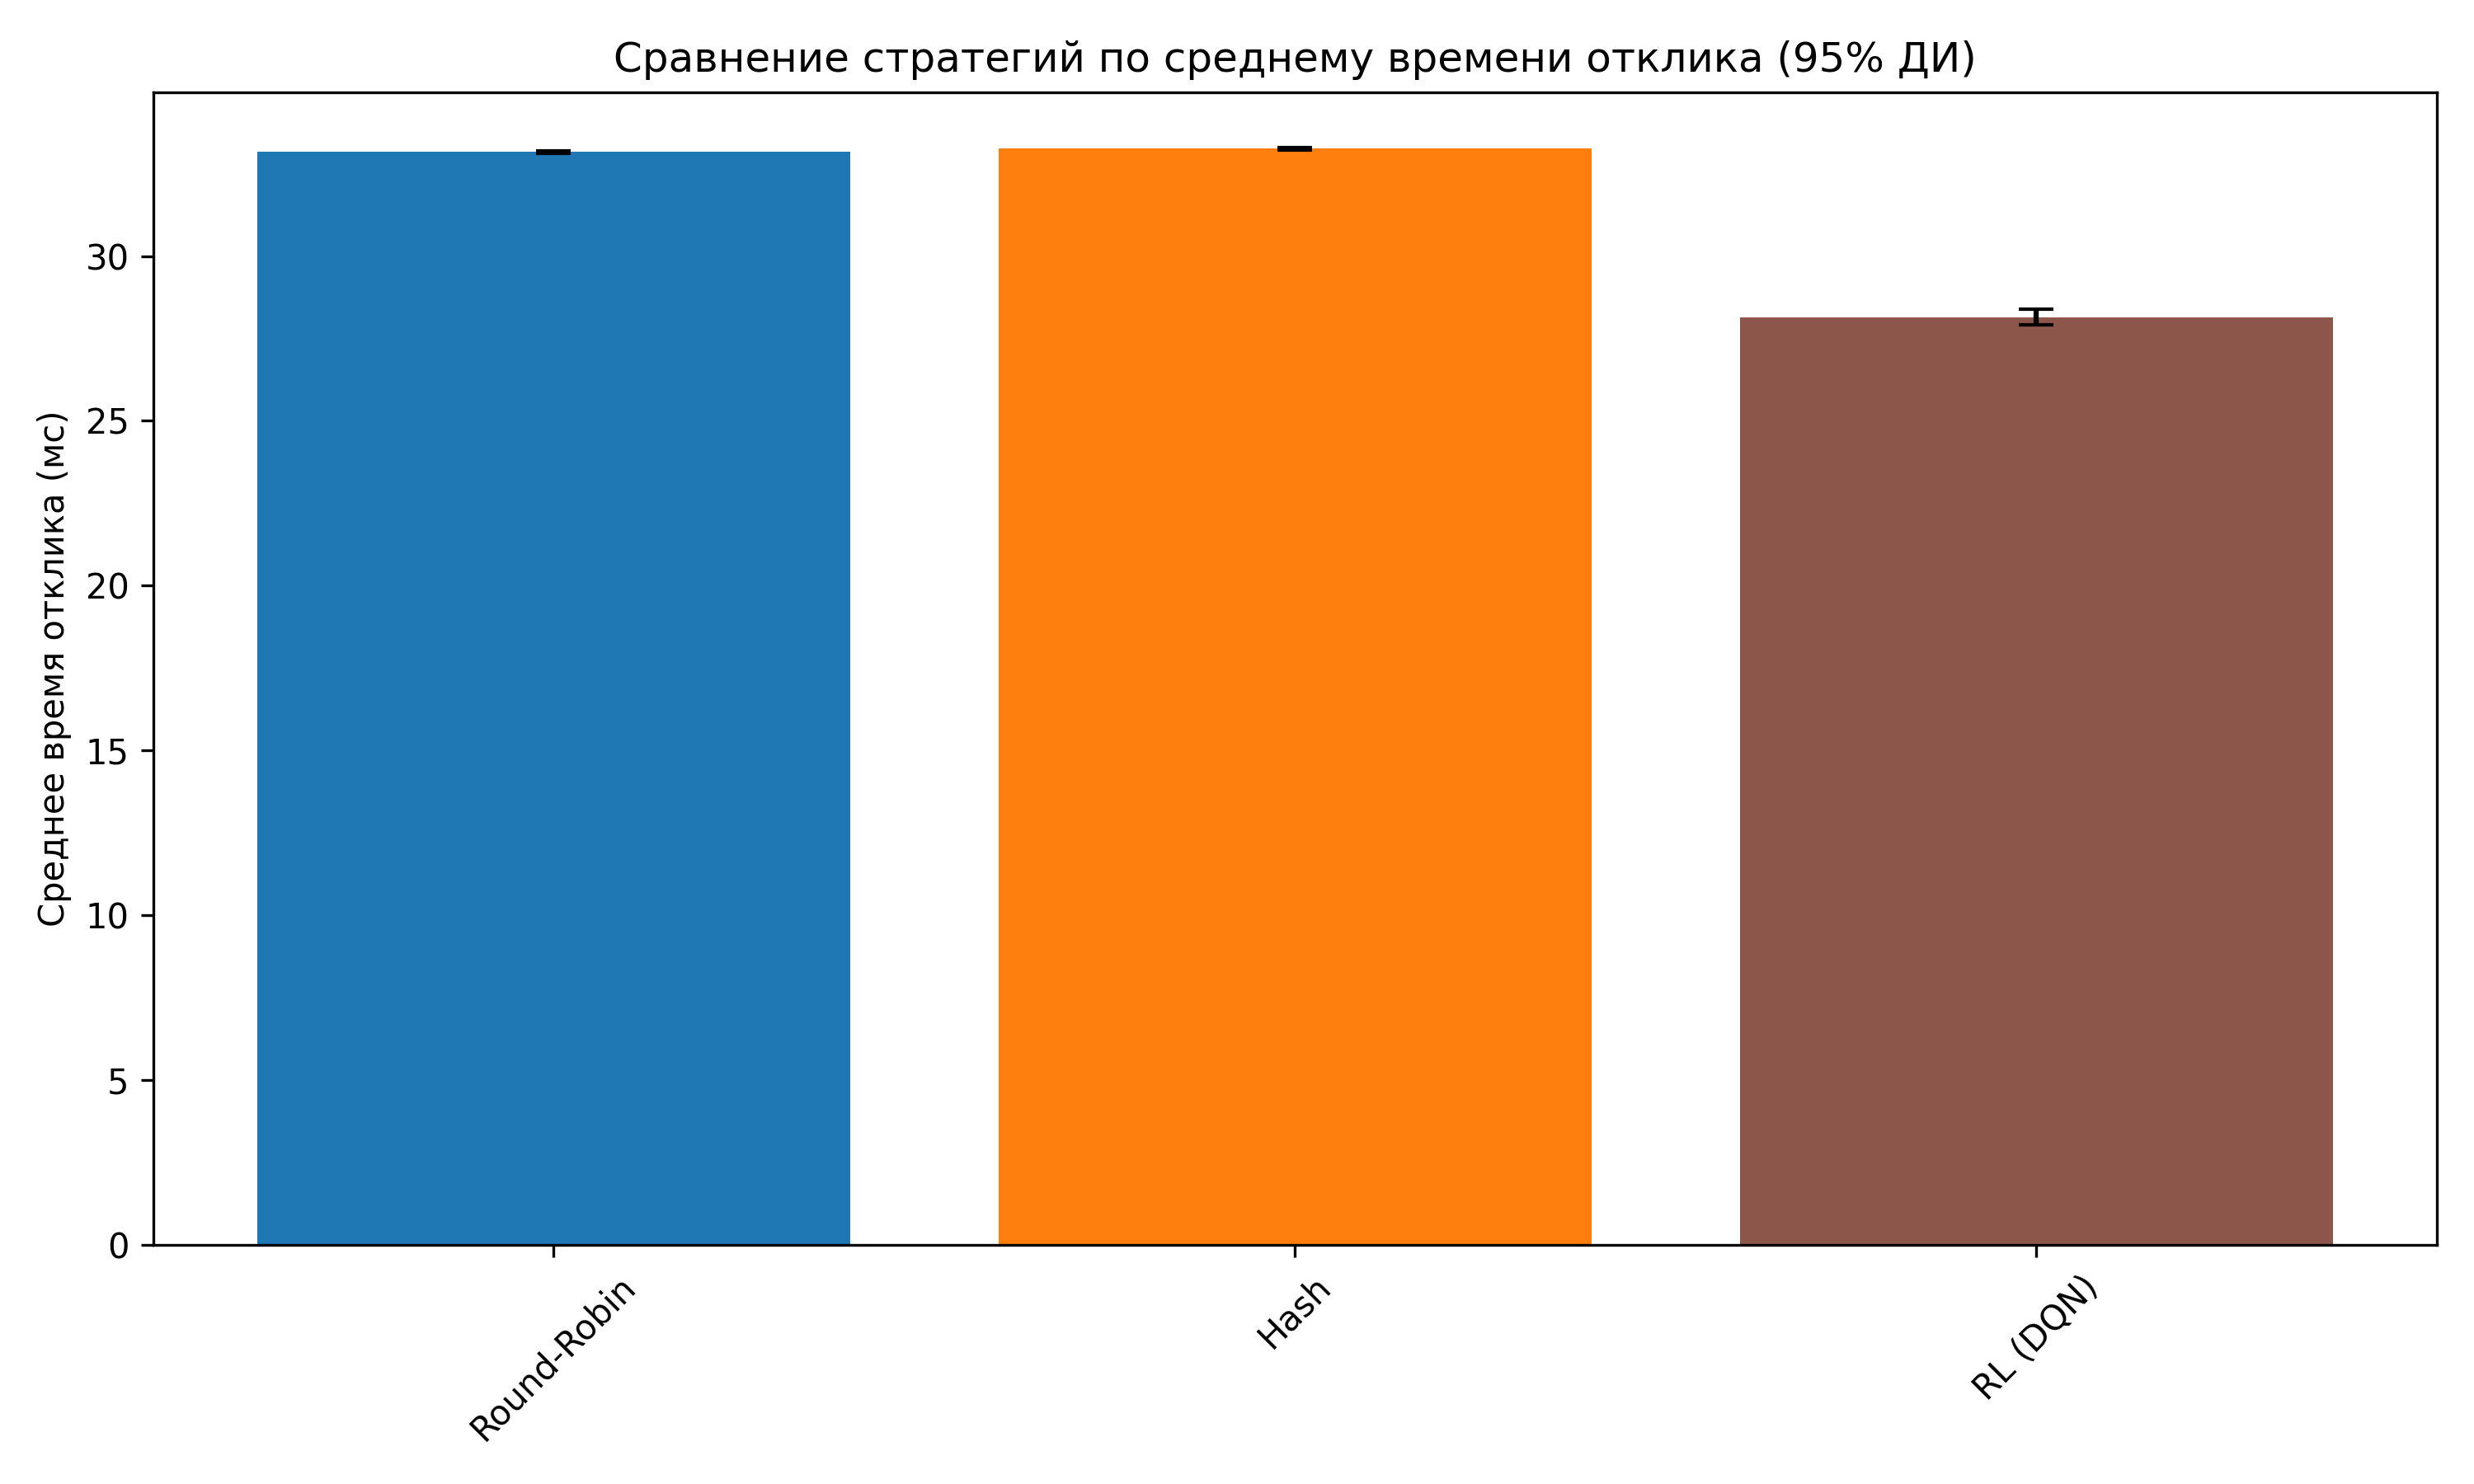 Сравнение стратегий по среднему времени отклика (95% ДИ)
Среднее время отклика (мс)
30
25
20
15
10
5
0
Round-Robin
Hash
RL (DQN)